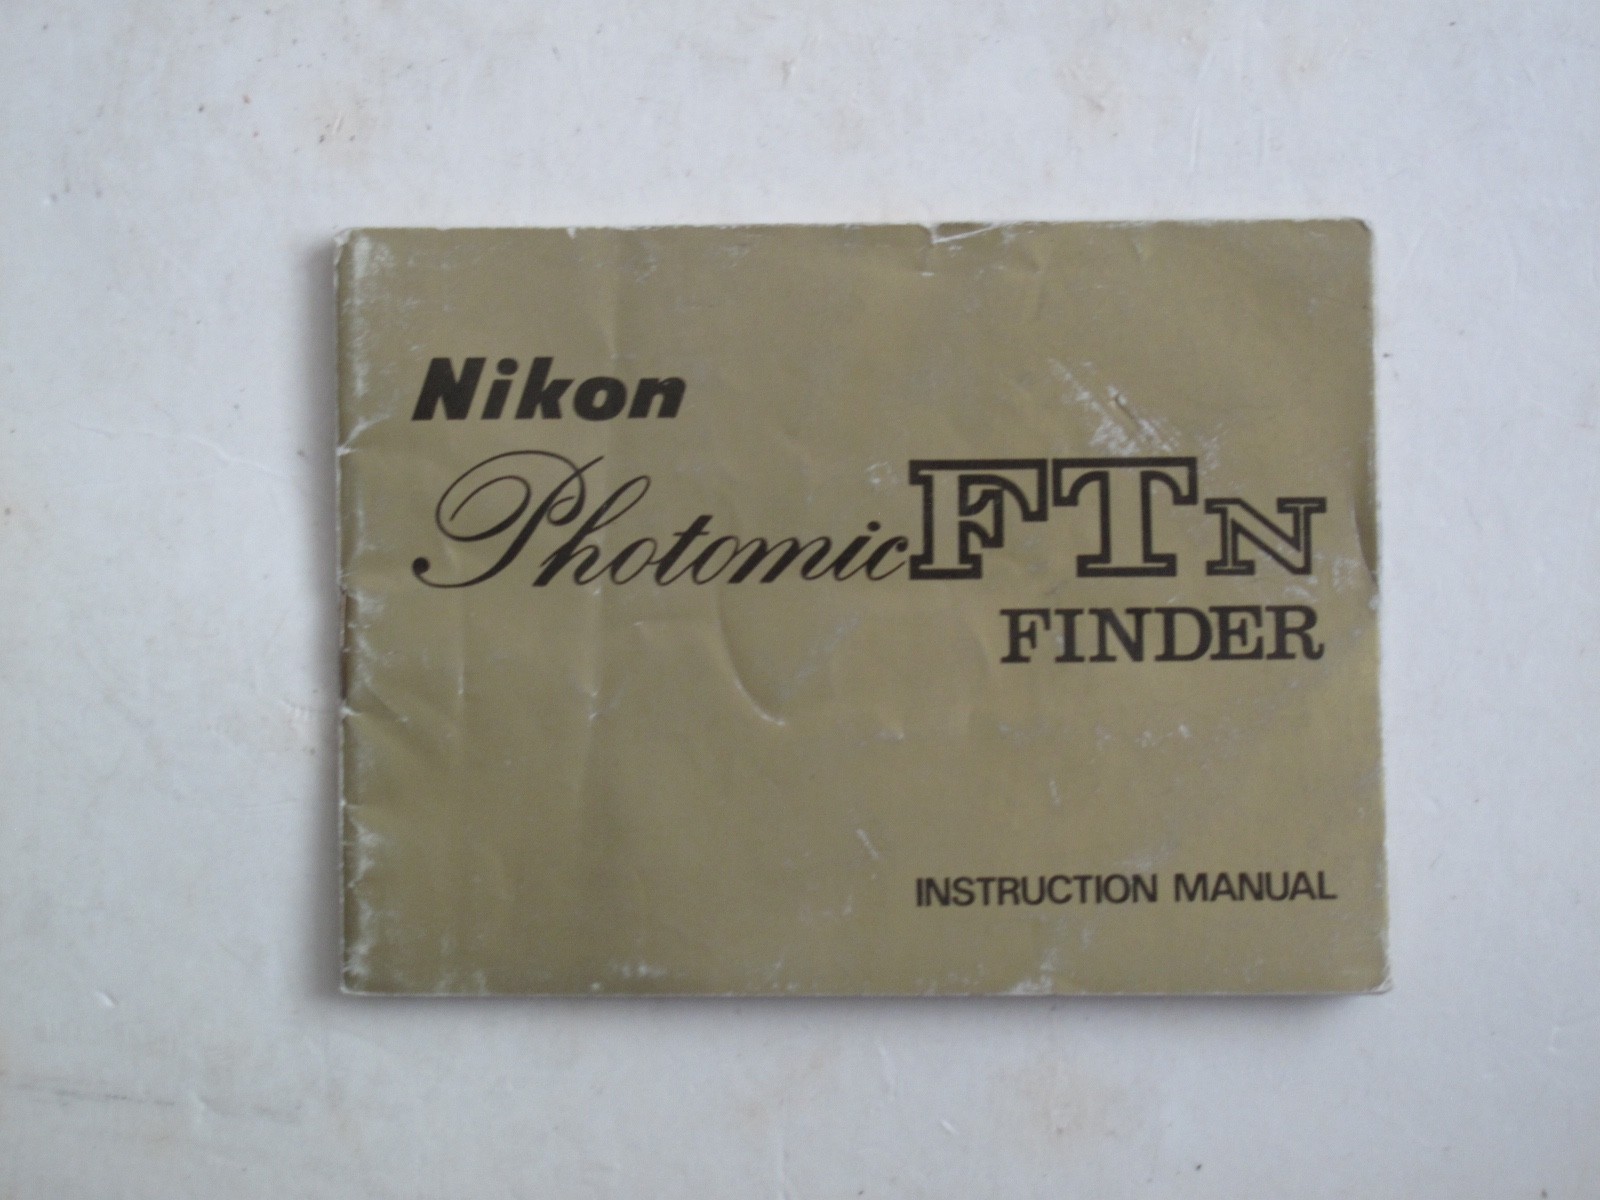 Nikon
Photomic FTN
FINDER
INSTRUCTION MANUAL